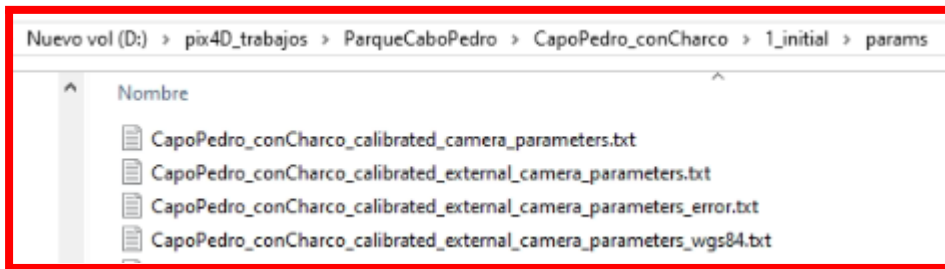 Nuevo vol (D:) > pix4D_trabajos > ParqueCaboPedro > CapoPedro_conCharco > 1_initial > params
Nombre
CapoPedro_conCharco_calibrated_camera_parameters.txt
CapoPedro_conCharco_calibrated_external_camera_parameters.txt
CapoPedro_conCharco_calibrated_external_camera_parameters_error.txt
CapoPedro_conCharco_calibrated_external_camera_parameters_wgs84.txt